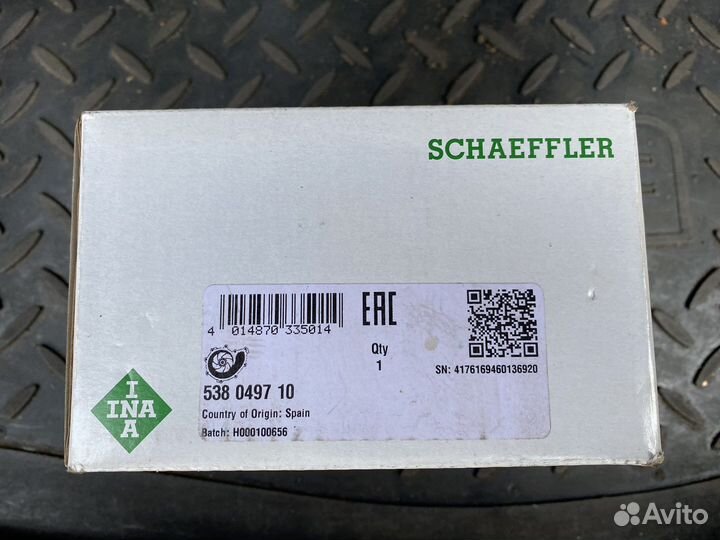 SCHAEFFLER
4 014870 335014
EAC
Qty
1
SN: 4176169460136920
538 0497 10
Country of Origin: Spain
Batch: H000100656
I
INA
A
Avito